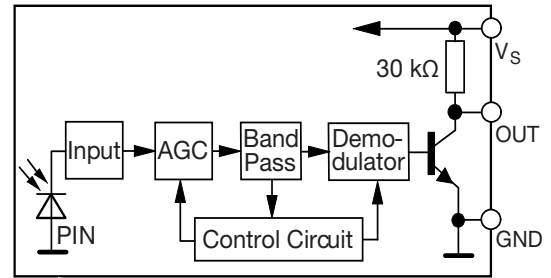 V_S
30 kΩ
OUT
Input
AGC
Band
Pass
Demo-
dulator
PIN
Control Circuit
GND